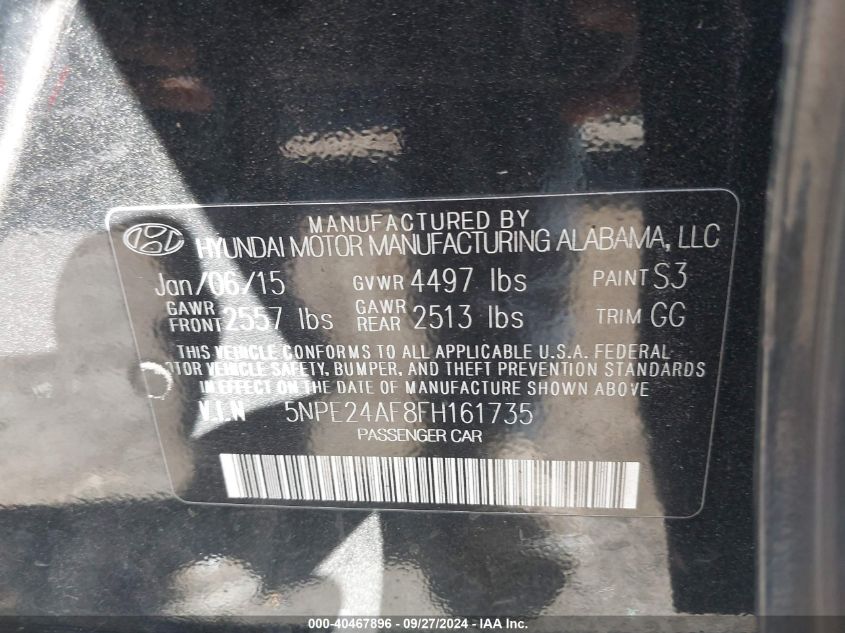 MANUFACTURED BY
HYUNDAI MOTOR MANUFACTURING ALABAMA, LLC
Jan/06/15 GVWR 4497 lbs PAINT S3
GAWR FRONT 2557 lbs GAWR REAR 2513 lbs TRIM GG
THIS VEHICLE CONFORMS TO ALL APPLICABLE U.S.A. FEDERAL
MOTOR VEHICLE SAFETY, BUMPER, AND THEFT PREVENTION STANDARDS
IN EFFECT ON THE DATE OF MANUFACTURE SHOWN ABOVE
V.I.N 5NPE24AF8FH161735
PASSENGER CAR
000-40467896 - 09/27/2024 - IAA Inc.